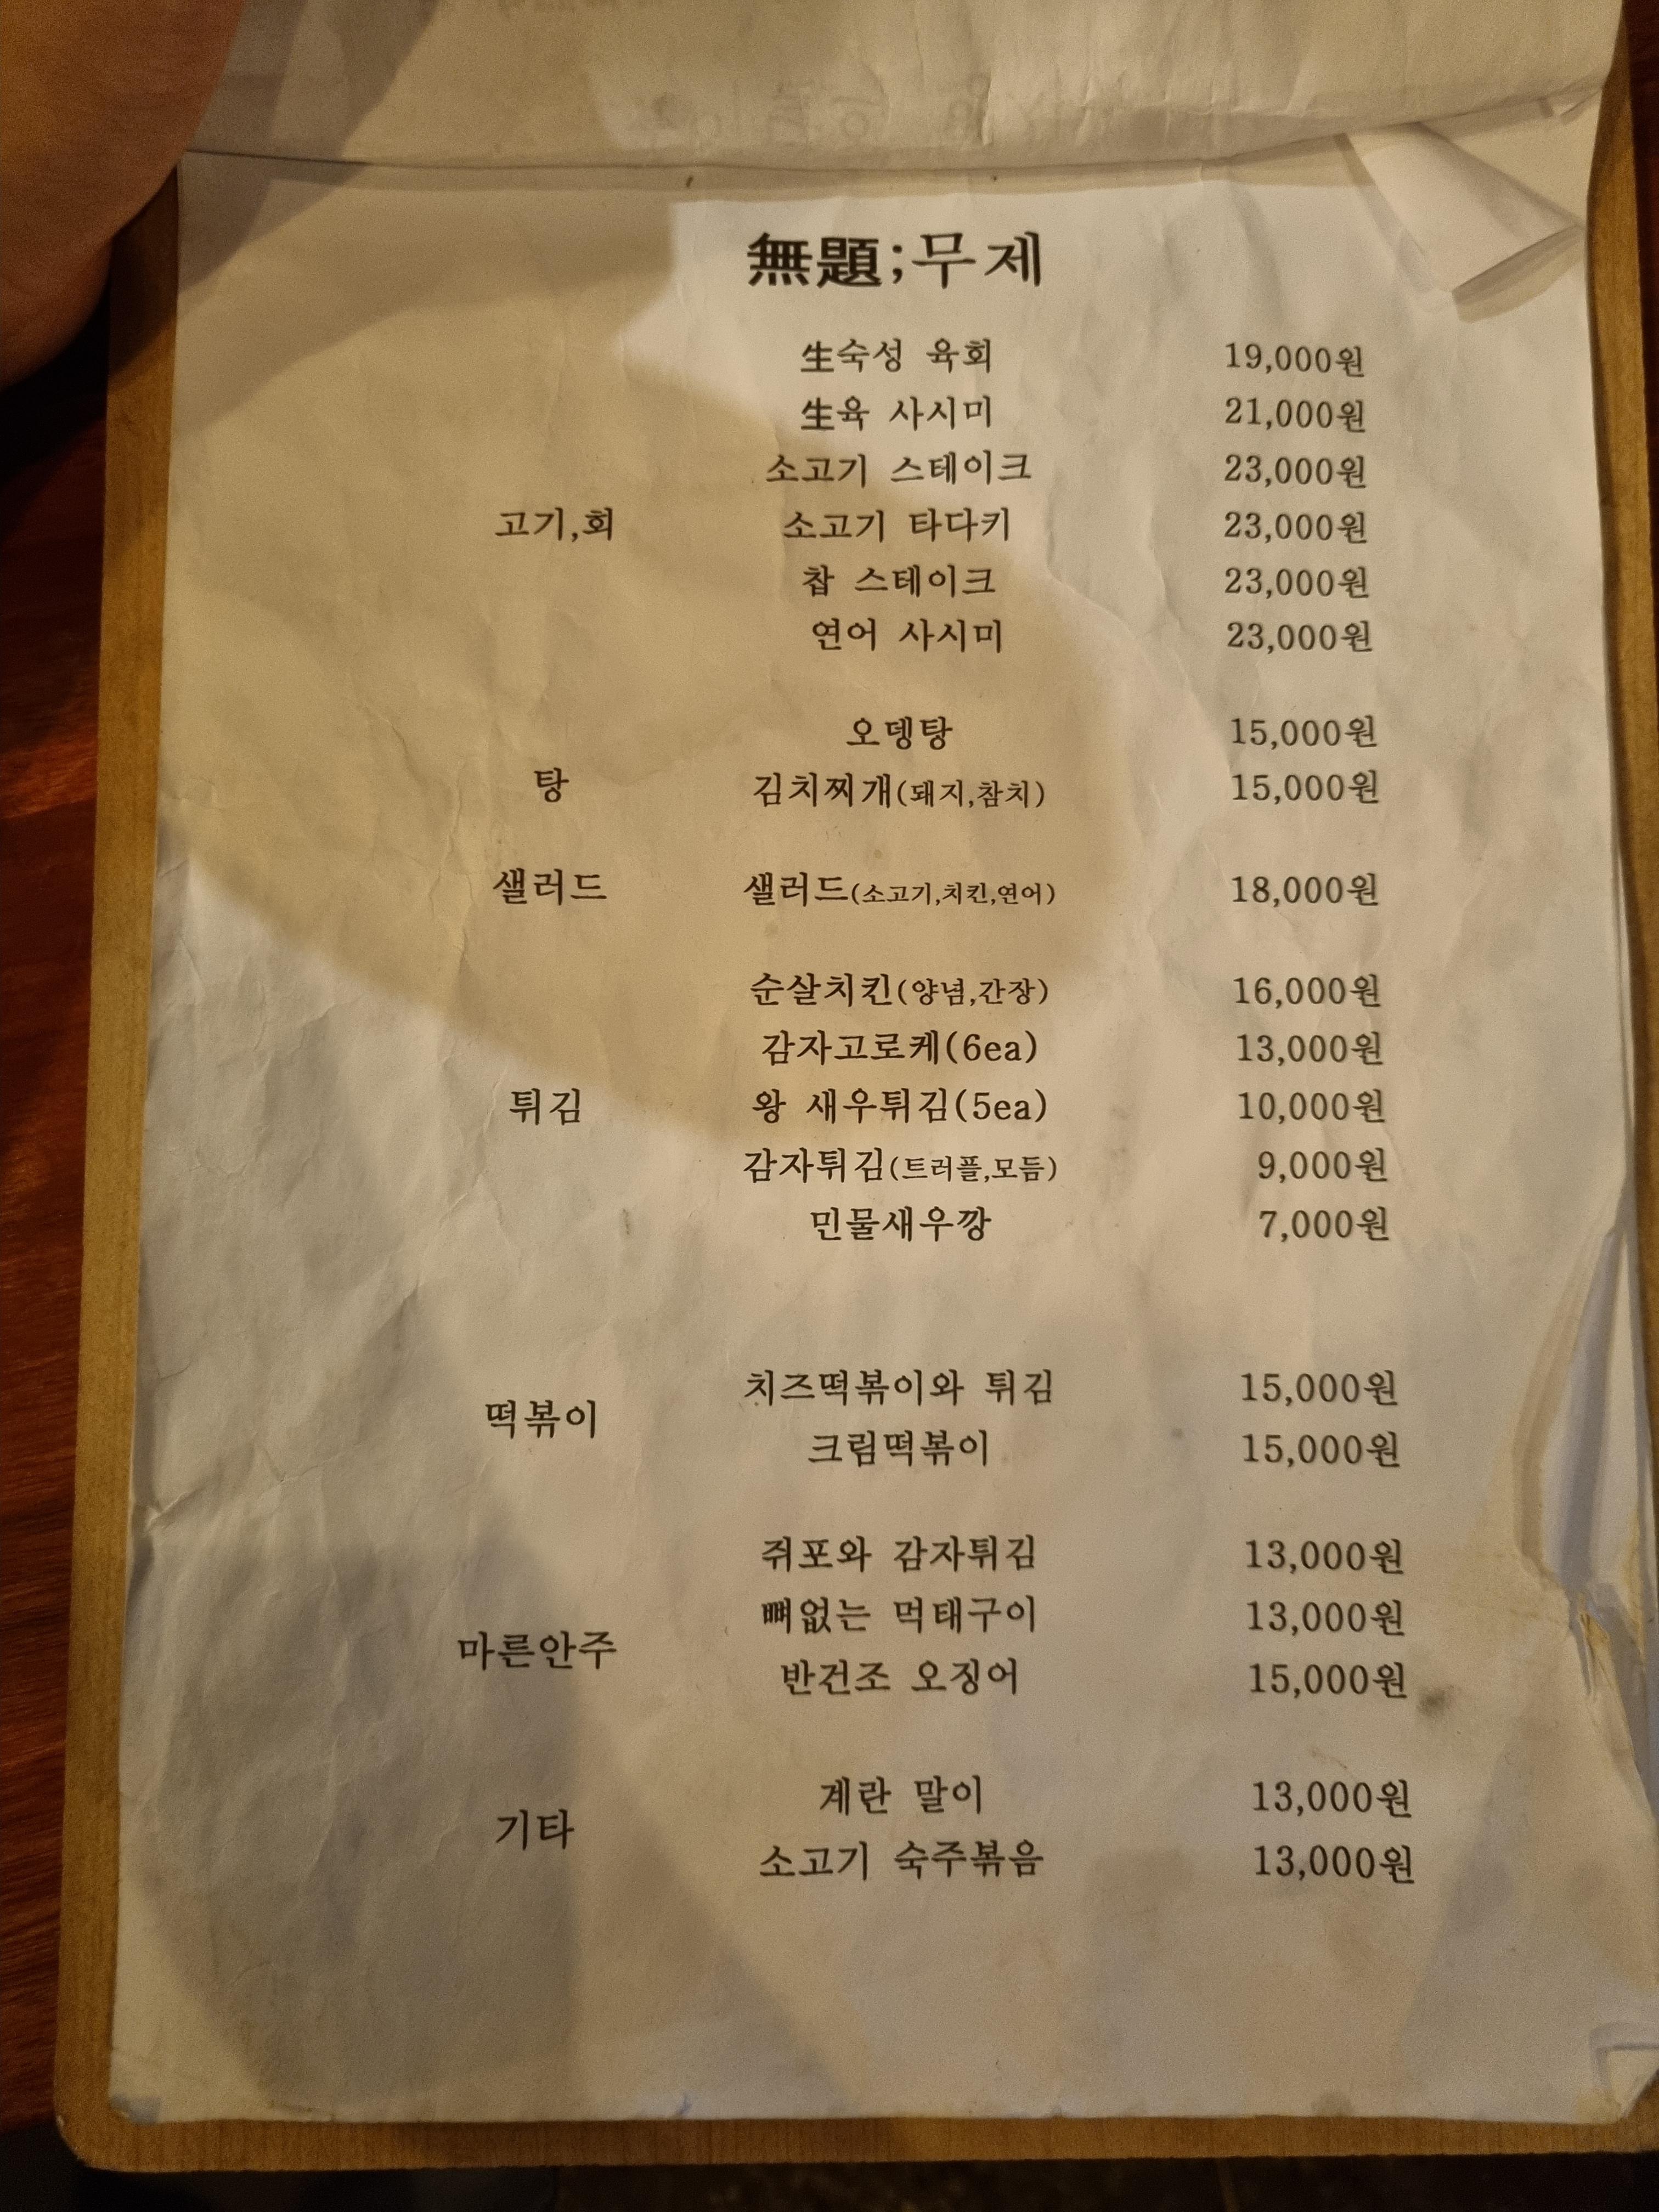 無題;무제
生숙성 육회 19,000원
生육 사시미 21,000원
소고기 스테이크 23,000원
고기,회 소고기 타다키 23,000원
찹 스테이크 23,000원
연어 사시미 23,000원
오뎅탕 15,000원
탕 김치찌개(돼지,참치) 15,000원
샐러드 샐러드(소고기,치킨,연어) 18,000원
순살치킨(양념,간장) 16,000원
감자고로케(6ea) 13,000원
튀김 왕 새우튀김(5ea) 10,000원
감자튀김(트러플,모듬) 9,000원
민물새우깡 7,000원
치즈떡볶이와 튀김 15,000원
떡볶이
크림떡볶이 15,000원
쥐포와 감자튀김 13,000원
뼈없는 먹태구이 13,000원
마른안주
반건조 오징어 15,000원
계란 말이 13,000원
기타
소고기 숙주볶음 13,000원